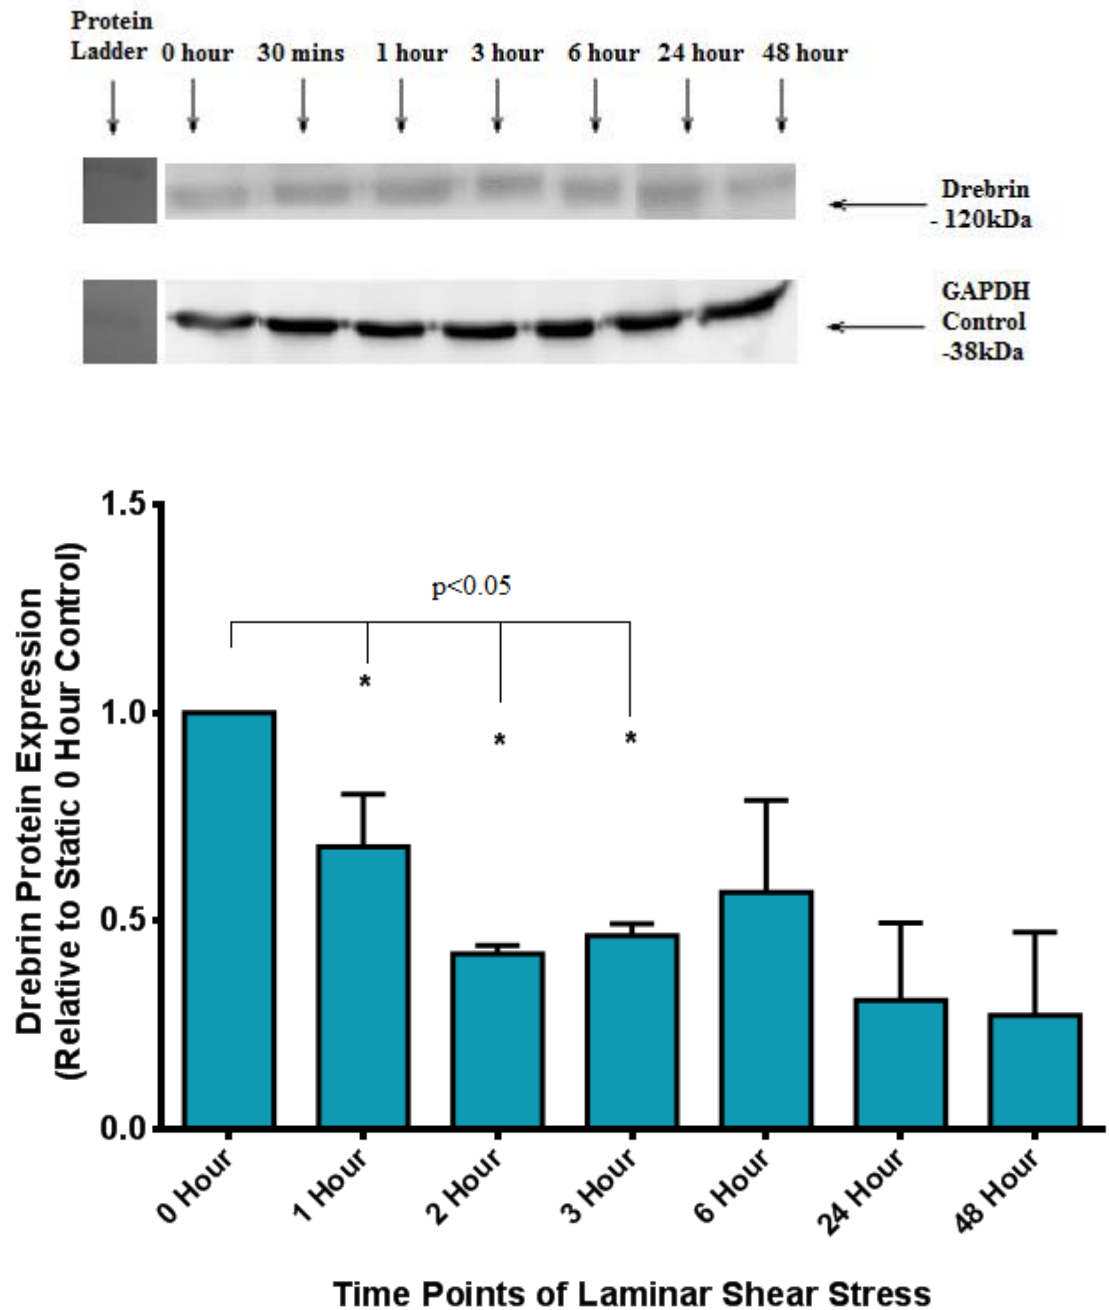 Protein
Ladder 0 hour 30 mins 1 hour 3 hour 6 hour 24 hour 48 hour
Drebrin
- 120kDa
GAPDH
Control
-38kDa
1.5
1.0
0.5
0.0
Drebrin Protein Expression
(Relative to Static 0 Hour Control)
p<0.05
*
* *
0 Hour 1 Hour 2 Hour 3 Hour 6 Hour 24 Hour 48 Hour
Time Points of Laminar Shear Stress